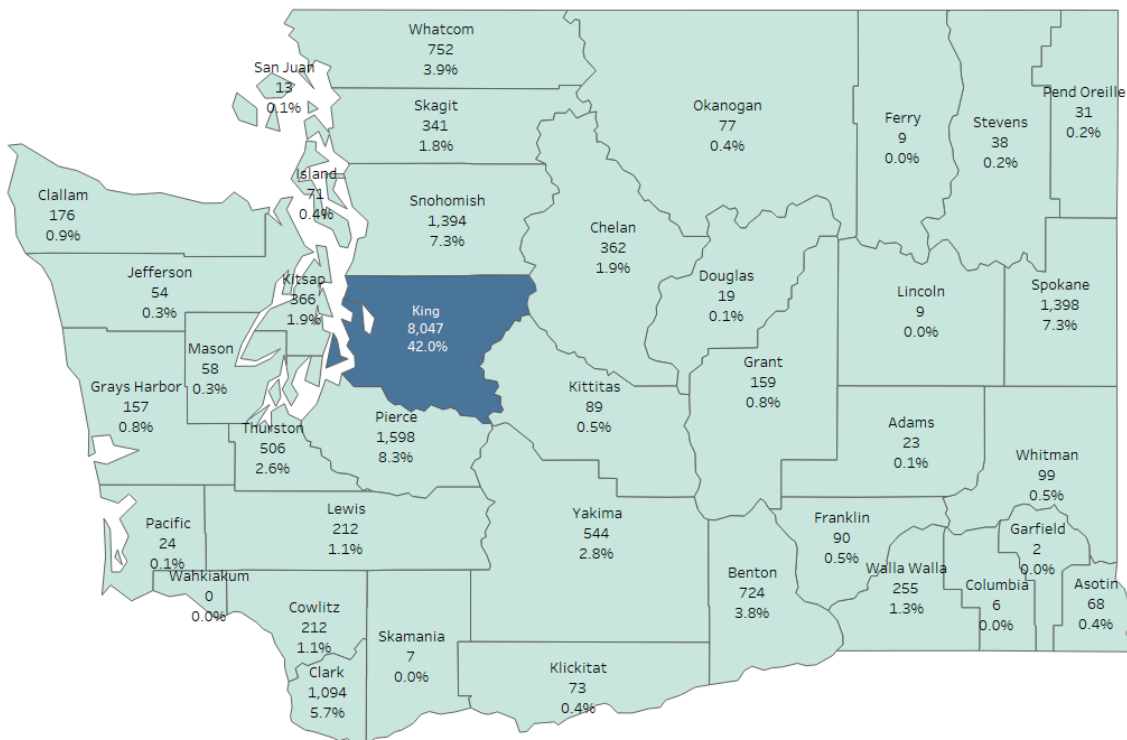 Whatcom
752
3.9%
San Juan
13
0.1%
Skagit
341
1.8%
Okanogan
77
0.4%
Ferry
9
0.0%
Stevens
38
0.2%
Pend Oreille
31
0.2%
Island
71
0.4%
Clallam
176
0.9%
Snohomish
1,394
7.3%
Chelan
362
1.9%
Jefferson
54
0.3%
Kitsap
366
1.9%
Douglas
19
0.1%
Lincoln
9
0.0%
Spokane
1,398
7.3%
King
8,047
42.0%
Mason
58
0.3%
Grant
159
0.8%
Grays Harbor
157
0.8%
Kittitas
89
0.5%
Pierce
1,598
8.3%
Thurston
506
2.6%
Adams
23
0.1%
Whitman
99
0.5%
Lewis
212
1.1%
Yakima
544
2.8%
Franklin
90
0.5%
Pacific
24
0.1%
Garfield
2
0.0%
Walla Walla
255
1.3%
Benton
724
3.8%
Wahkiakum
0
0.0%
Columbia
6
0.0%
Asotin
68
0.4%
Cowlitz
212
1.1%
Skamania
7
0.0%
Clark
1,094
5.7%
Klickitat
73
0.4%